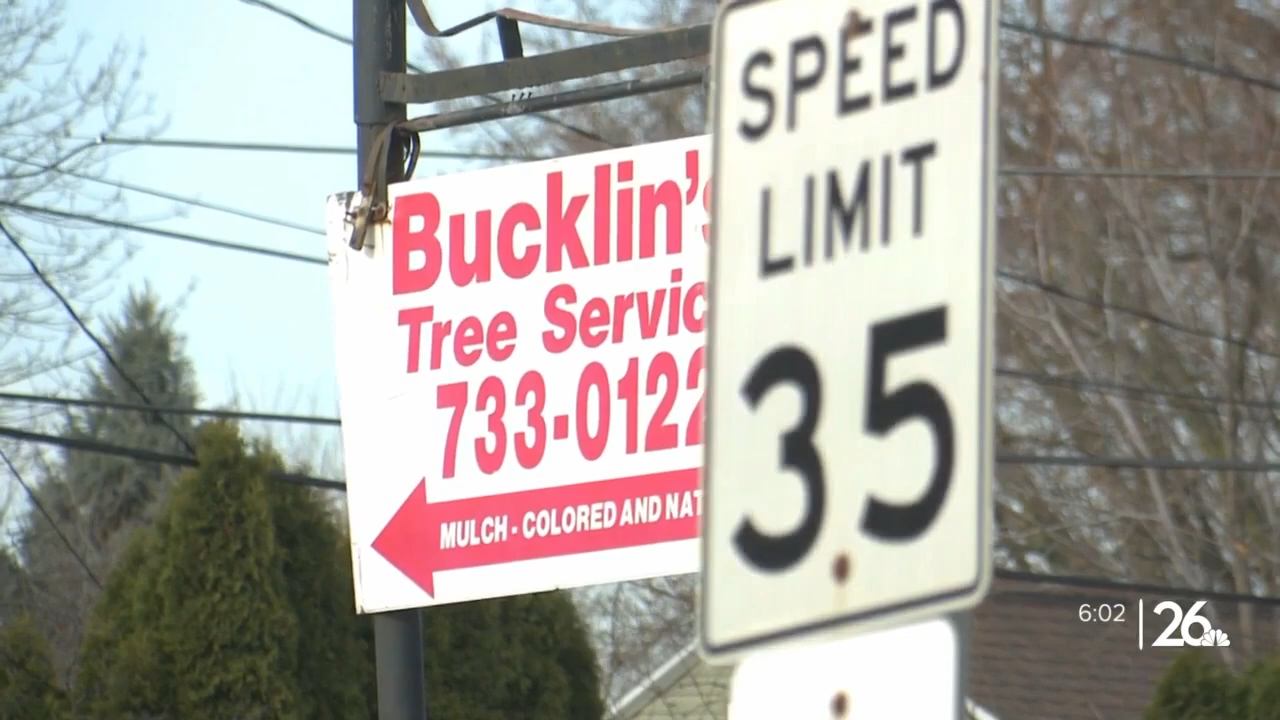 Bucklin's
Tree Servic
733-0122
MULCH - COLORED AND NAT
SPEED
LIMIT
35
6:02
26